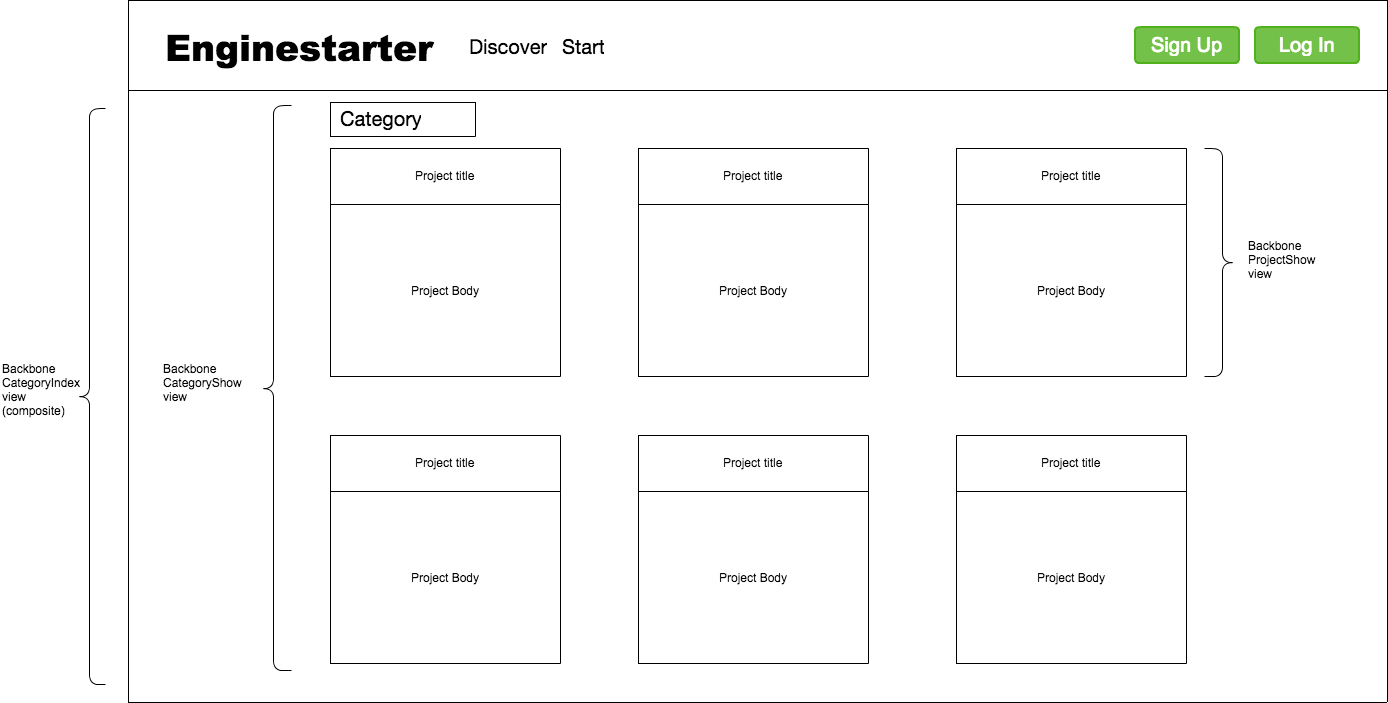 Enginestarter
Discover
Start
Sign Up
Log In
Category
Project title
Project title
Project title
Project Body
Project Body
Project Body
Backbone
ProjectShow
view
Backbone
CategoryIndex
view
(composite)
Backbone
CategoryShow
view
Project title
Project title
Project title
Project Body
Project Body
Project Body